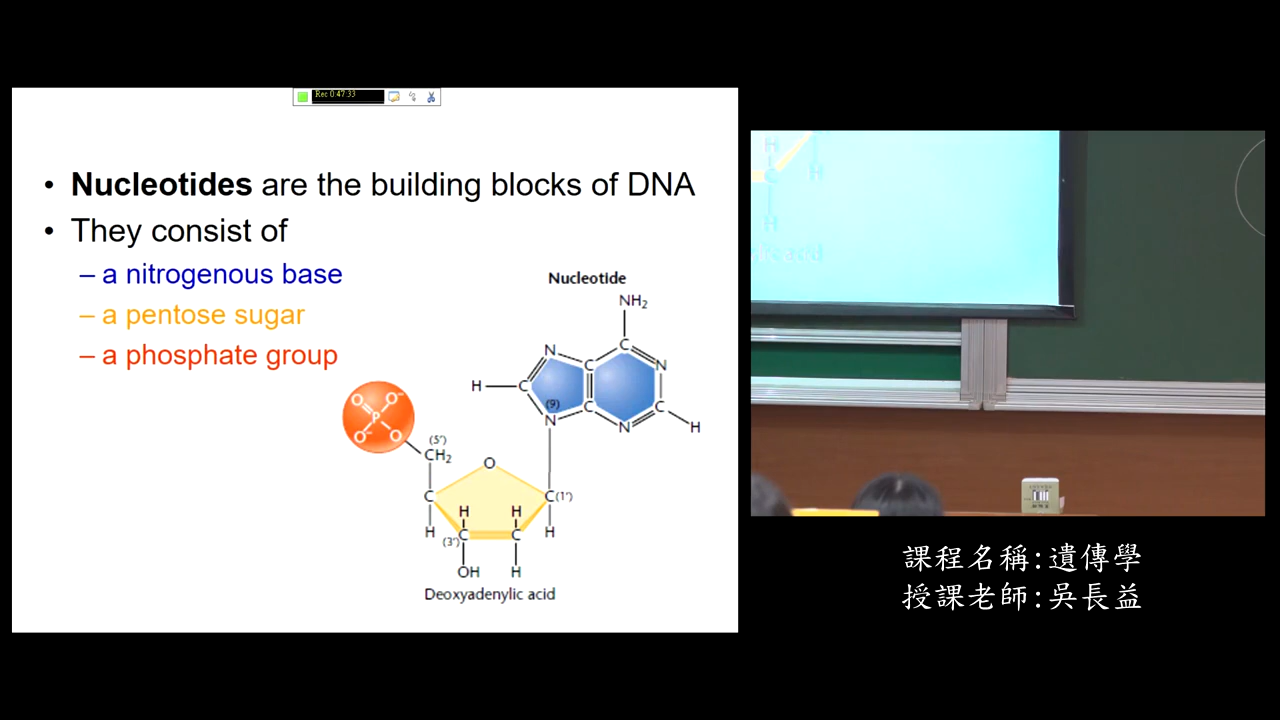 Rec 0:47:33
• Nucleotides are the building blocks of DNA
• They consist of
– a nitrogenous base
– a pentose sugar
– a phosphate group
Nucleotide
NH₂
N
C
C
N
H
C
(9)
N
C
N
C
H
O
O⁻
P
O⁻
O
(5′)
CH₂
O
C
C
(1′)
H
H
H
H
(3′)
C
C
OH
H
Deoxyadenylic acid
H
C
H
H
課程名稱:遺傳學
授課老師:吳長益